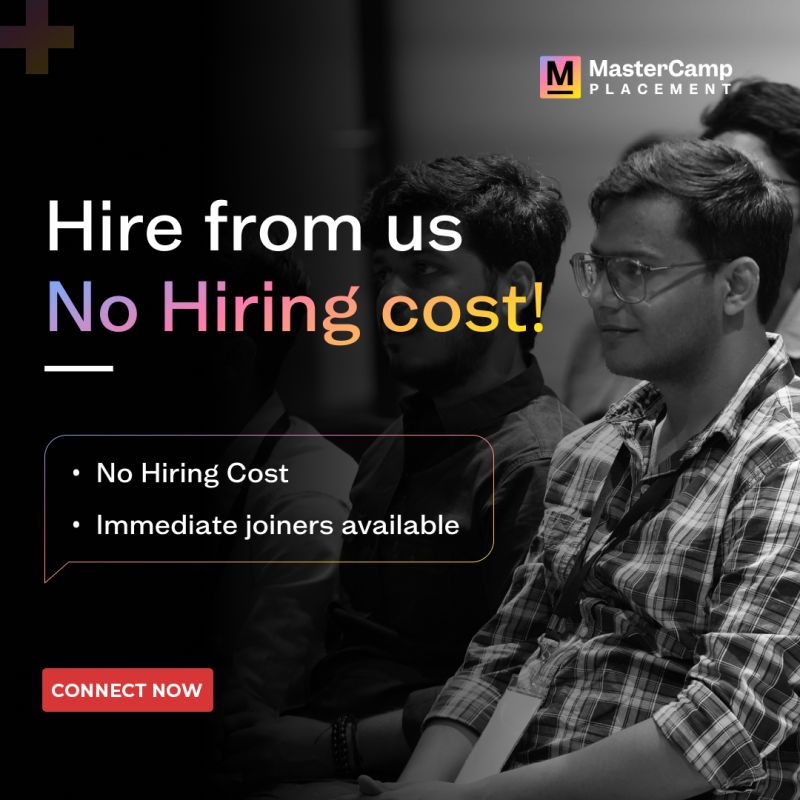 M MasterCamp
PLACEMENT
Hire from us
No Hiring cost!
• No Hiring Cost
• Immediate joiners available
CONNECT NOW